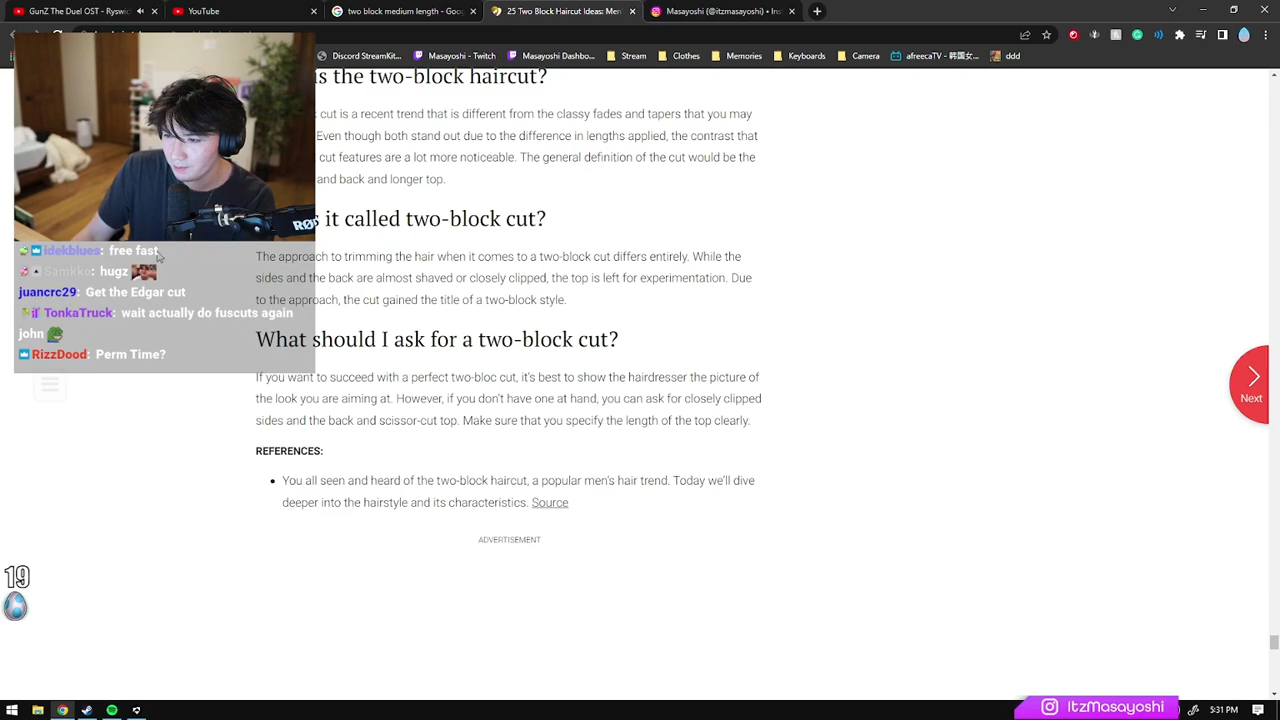 GunZ The Duel OST - Erwin
YouTube
google middle length - Goo
25 Two-Block Haircut Ideas Men
Masayoshi (@itzmasayoshi) • Ins
Discord StreamKit...
Masayoshi - Twitch
Masayoshi Dashbo...
Stream
Clothes
Memories
Keyboards
Camera
afreecaTV - 韩国女...
ddd
is the two-block haircut?
cut is a recent trend that is different from the classy fades and tapers that you may
Even though both stand out due to the difference in lengths applied, the contrast that
cut features are a lot more noticeable. The general definition of the cut would be the
and back and longer top.
RØ
s it called two-block cut?
idekblues: free fast
The approach to trimming the hair when it comes to a two-block cut differs entirely. While the
Samkko: hugz
sides and the back are almost shaved or closely clipped, the top is left for experimentation. Due
juancrc29: Get the Edgar cut
to the approach, the cut gained the title of a two-block style.
TonkaTruck: wait actually do fuscuts again
john
RizzDood: Perm Time?
What should I ask for a two-block cut?
If you want to succeed with a perfect two-bloc cut, it's best to show the hairdresser the picture of
the look you are aiming at. However, if you don't have one at hand, you can ask for closely clipped
sides and the back and scissor-cut top. Make sure that you specify the length of the top clearly.
Next
REFERENCES:
You all seen and heard of the two-block haircut, a popular men's hair trend. Today we'll dive
deeper into the hairstyle and its characteristics. Source
ADVERTISEMENT
19
ItzMasayoshi
5:31 PM